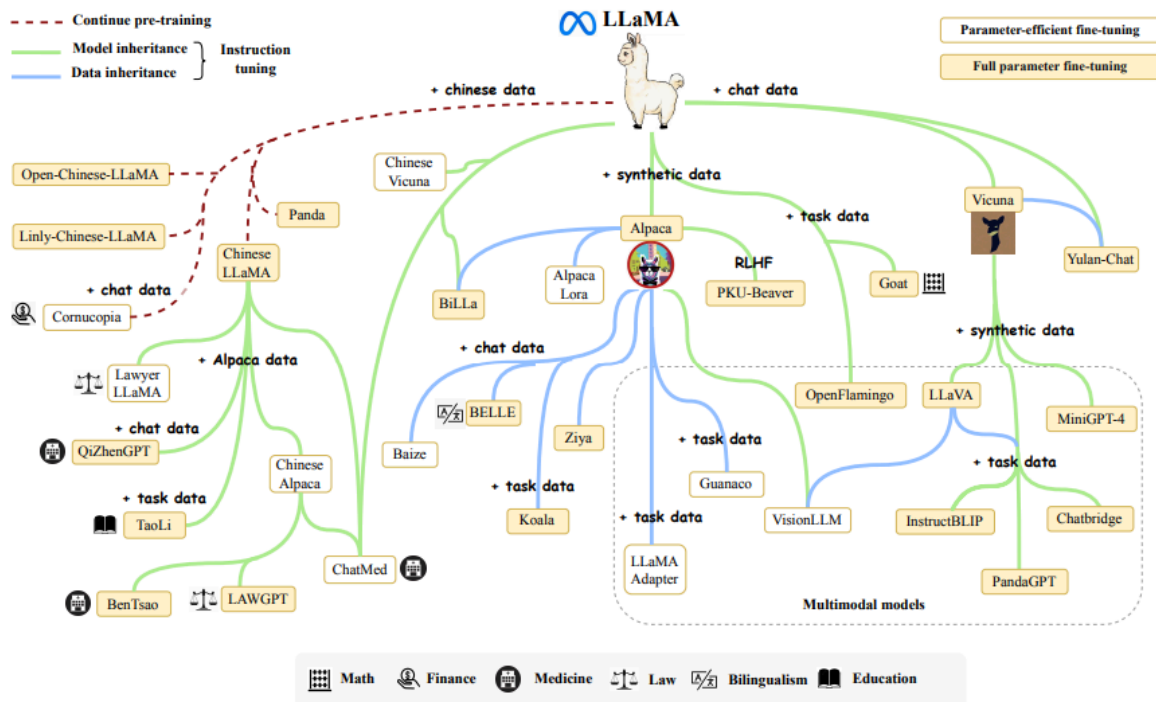 LLaMA
Continue pre-training
Model inheritance
Data inheritance
Instruction
tuning
Parameter-efficient fine-tuning
Full parameter fine-tuning
+ chinese data
+ chat data
Chinese
Vicuna
+ synthetic data
Open-Chinese-LLaMA
Panda
Linly-Chinese-LLaMA
Chinese
LLaMA
Alpaca
+ task data
Vicuna
Yulan-Chat
+ chat data
Cornucopia
BiLLa
Alpaca
Lora
RLHF
PKU-Beaver
Goat
+ synthetic data
+ Alpaca data
Lawyer
LLaMA
+ chat data
BELLE
OpenFlamingo
LLaVA
MiniGPT-4
+ chat data
QiZhenGPT
Chinese
Alpaca
Baize
Ziya
+ task data
Guanaco
+ task data
+ task data
TaoLi
+ task data
Koala
+ task data
VisionLLM
InstructBLIP
Chatbridge
ChatMed
LLaMA
Adapter
PandaGPT
BenTsao
LAWGPT
Multimodal models
Math
Finance
Medicine
Law
Bilingualism
Education